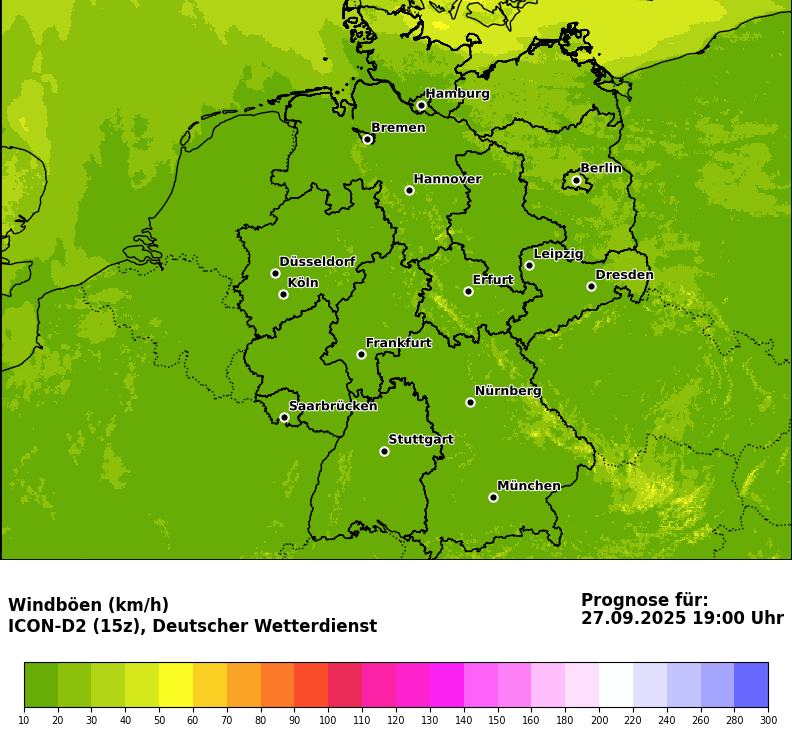 Hamburg
Bremen
Berlin
Hannover
Leipzig
Düsseldorf
Dresden
Köln
Erfurt
Frankfurt
Nürnberg
Saarbrücken
Stuttgart
München
Windböen (km/h)
ICON-D2 (15z), Deutscher Wetterdienst
Prognose für:
27.09.2025 19:00 Uhr
10 20 30 40 50 60 70 80 90 100 110 120 130 140 150 160 180 200 220 240 260 280 300